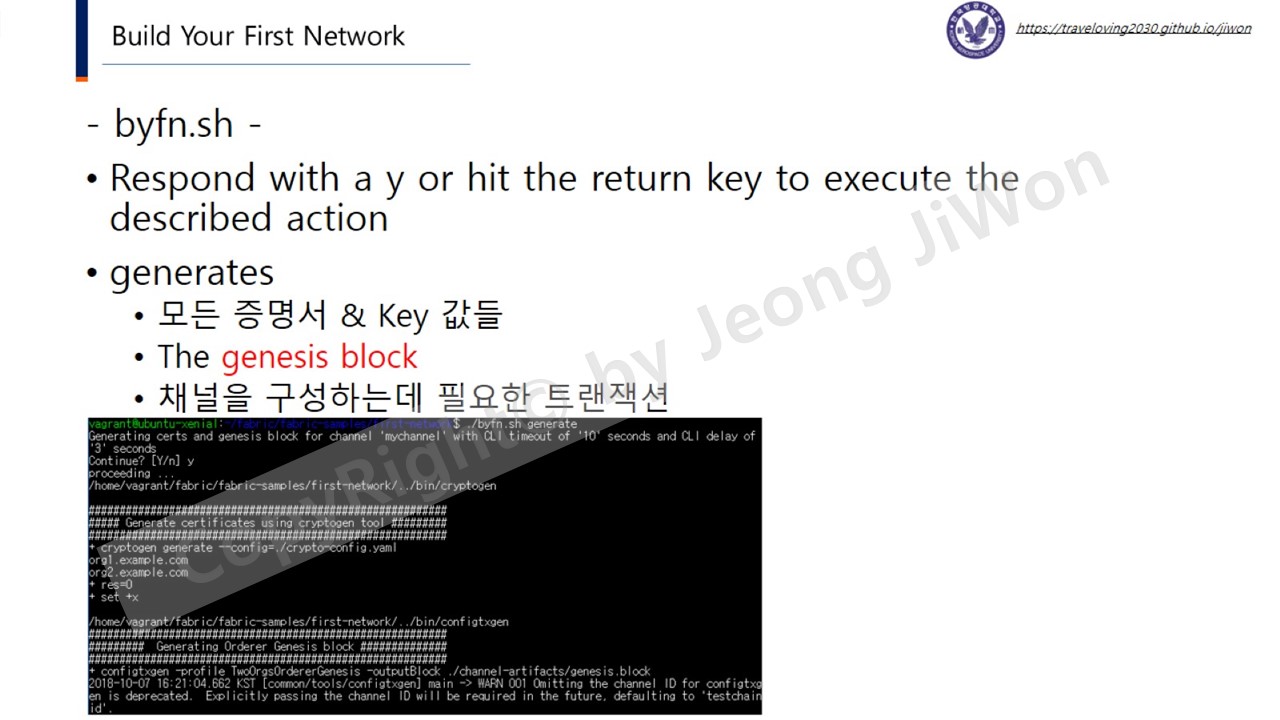 Build Your First Network
https://traveloving2030.github.io/jiwon
- byfn.sh -
• Respond with a y or hit the return key to execute the
described action
• generates
• 모든 증명서 & Key 값들
• The genesis block
• 채널을 구성하는데 필요한 트랜잭션
CopyRight© by Jeong JiWon
vagrant@ubuntu-xenial:~/fabric/fabric-samples/first-network$ ./byfn.sh generate
Generating certs and genesis block for channel 'mychannel' with CLI timeout of '10' seconds and CLI delay of
'3' seconds
Continue? [Y/n] y
proceeding ...
/home/vagrant/fabric/fabric-samples/first-network/../bin/cryptogen
##########################################################
##### Generate certificates using cryptogen tool #########
##########################################################
+ cryptogen generate --config=./crypto-config.yaml
org1.example.com
org2.example.com
+ res=0
+ set +x
/home/vagrant/fabric/fabric-samples/first-network/../bin/configtxgen
##########################################################
#########  Generating Orderer Genesis block ##############
##########################################################
+ configtxgen -profile TwoOrgsOrdererGenesis -outputBlock ./channel-artifacts/genesis.block
2018-10-07 16:21:04.662 KST [common/tools/configtxgen] main -> WARN 001 Omitting the channel ID for configtxg
en is deprecated.  Explicitly passing the channel ID will be required in the future, defaulting to 'testchain
id'.